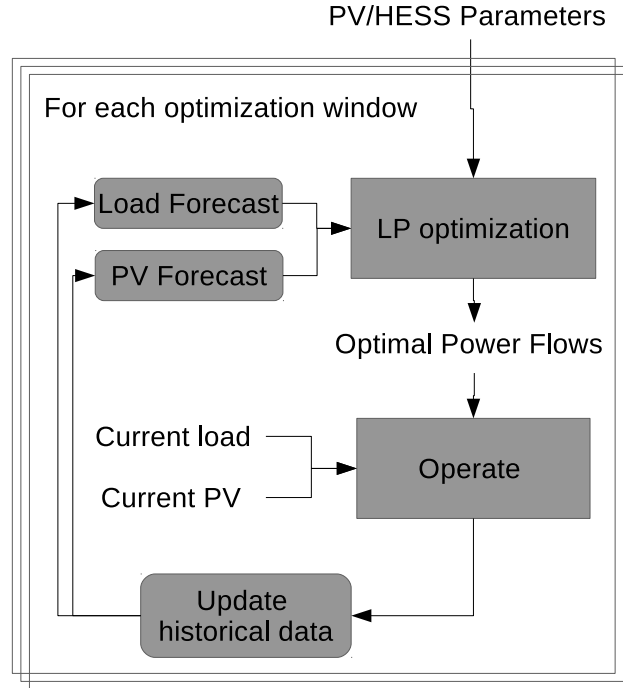 PV/HESS Parameters
For each optimization window
Load Forecast
LP optimization
PV Forecast
Optimal Power Flows
Current load
Operate
Current PV
Update
historical data